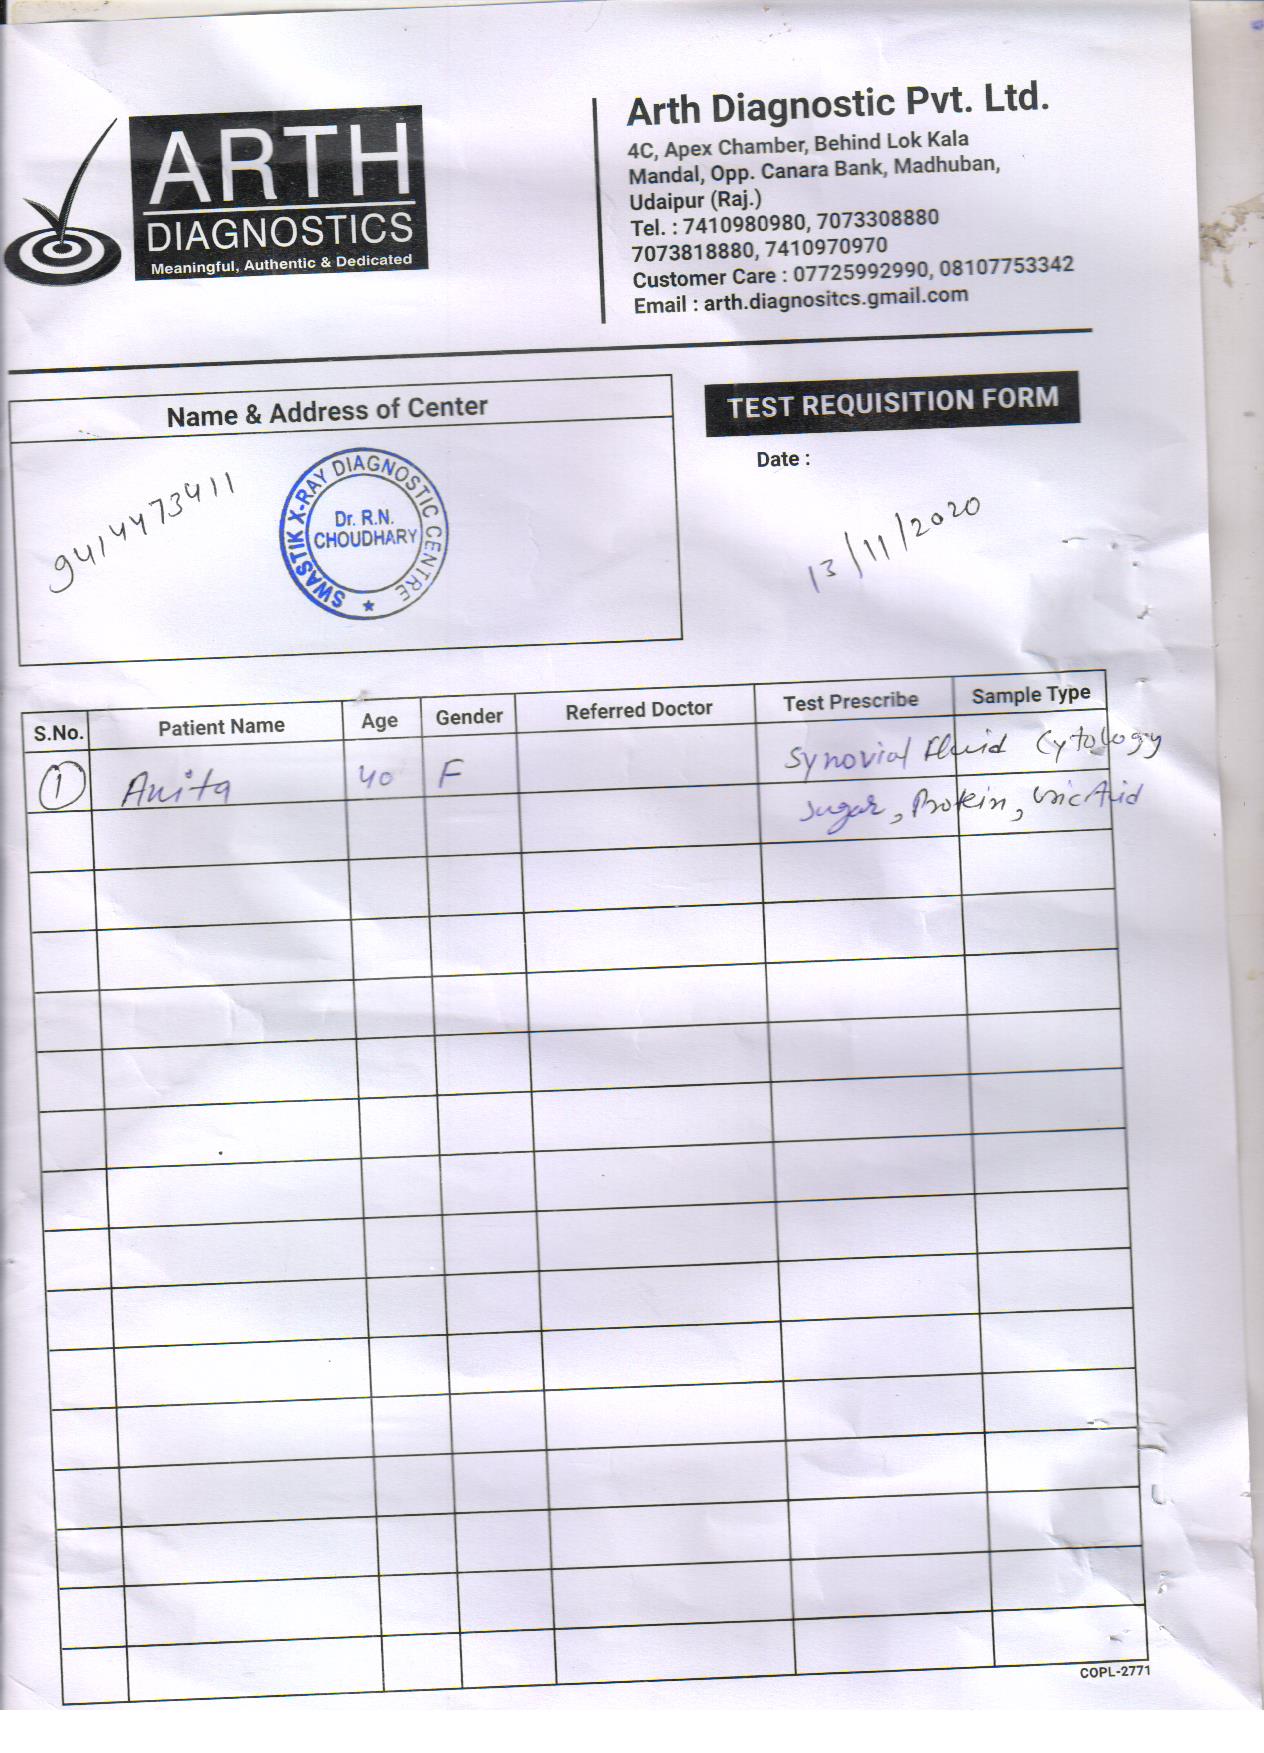 ARTH
DIAGNOSTICS
Meaningful, Authentic & Dedicated
Arth Diagnostic Pvt. Ltd.
4C, Apex Chamber, Behind Lok Kala
Mandal, Opp. Canara Bank, Madhuban,
Udaipur (Raj.)
Tel. : 7410980980, 7073308880
7073818880, 7410970970
Customer Care : 07725992990, 08107753342
Email : arth.diagnositcs.gmail.com
Name & Address of Center
9414473411
SWASTIK X-RAY DIAGNOSTIC CENTRE
Dr. R.N.
CHOUDHARY
TEST REQUISITION FORM
Date :
13/11/2020
S.No. Patient Name Age Gender Referred Doctor Test Prescribe Sample Type
1 Anita 40 F Synovial Fluid Cytology
Sugar, Protein, Uric Acid
COPL-2771